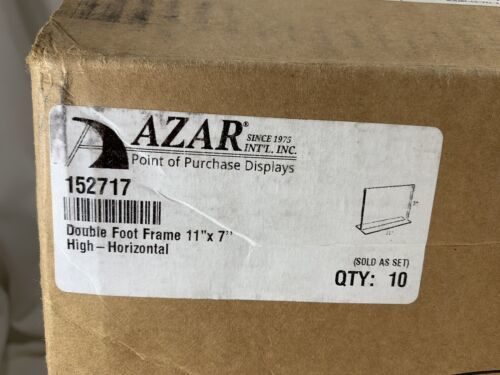 AZAR® SINCE 1975
INT'L. INC.
Point of Purchase Displays
152717
Double Foot Frame 11"x 7"
High – Horizontal
11"
(SOLD AS SET)
QTY: 10